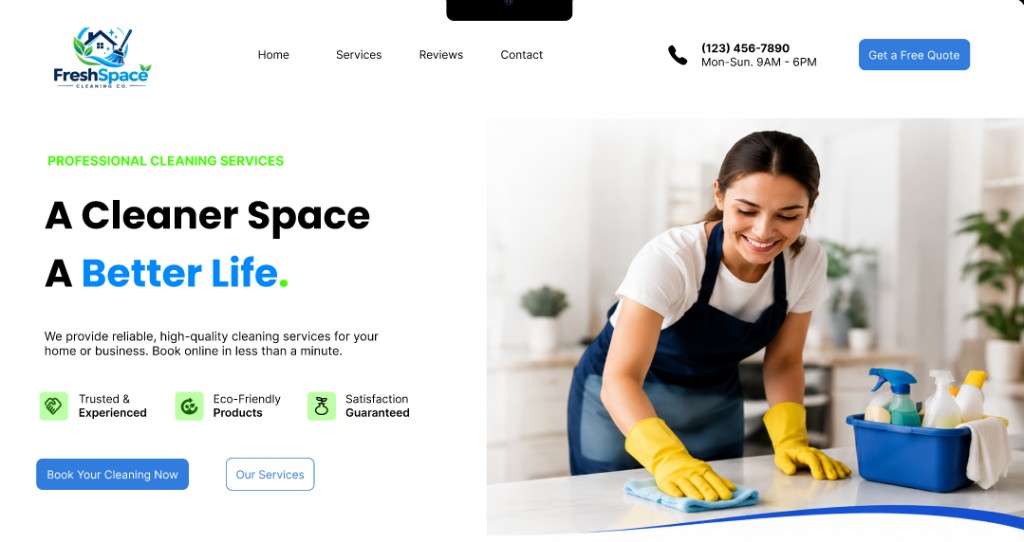 FreshSpace
CLEANING CO.
Home
Services
Reviews
Contact
(123) 456-7890
Mon-Sun. 9AM - 6PM
Get a Free Quote
PROFESSIONAL CLEANING SERVICES
A Cleaner Space
A Better Life.
We provide reliable, high-quality cleaning services for your
home or business. Book online in less than a minute.
Trusted &
Experienced
Eco-Friendly
Products
Satisfaction
Guaranteed
Book Your Cleaning Now
Our Services